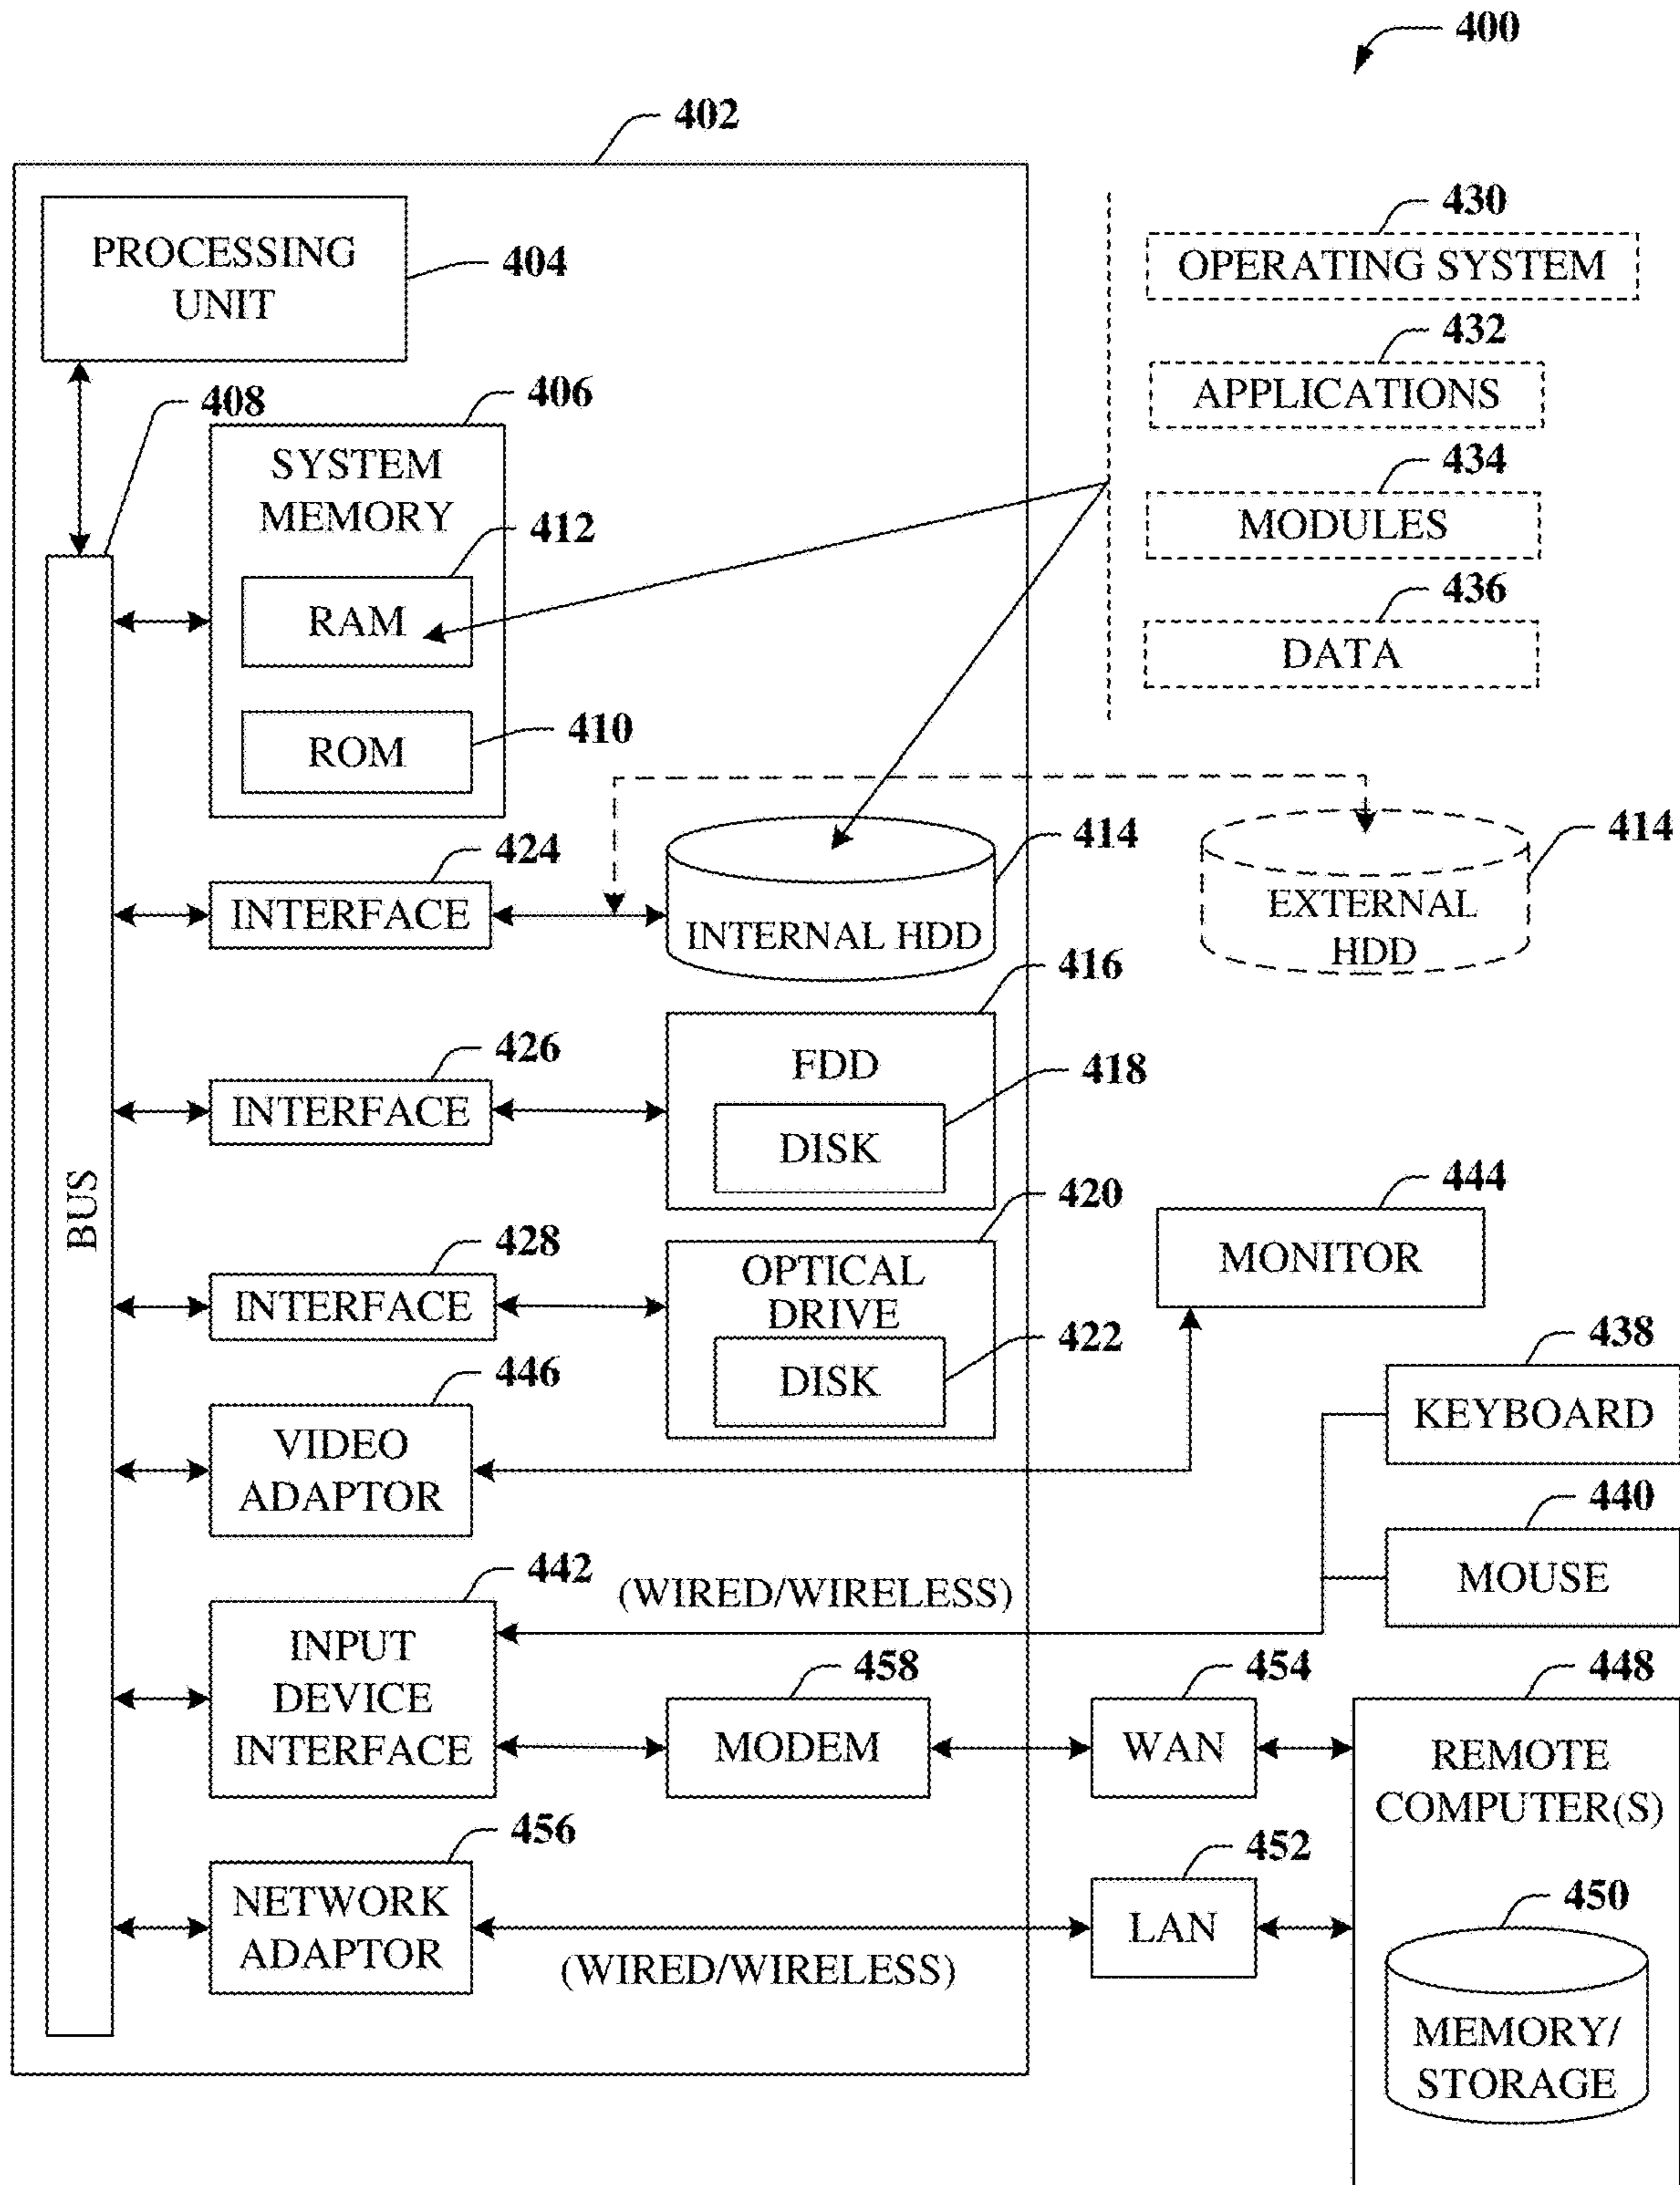 400
402
PROCESSING
UNIT
404
430
OPERATING SYSTEM
432
APPLICATIONS
434
MODULES
436
DATA
408
406
SYSTEM
MEMORY
412
RAM
410
ROM
424
INTERFACE
414
INTERNAL HDD
414
EXTERNAL
HDD
416
FDD
418
DISK
426
INTERFACE
BUS
420
OPTICAL
DRIVE
422
DISK
428
INTERFACE
444
MONITOR
446
VIDEO
ADAPTOR
438
KEYBOARD
440
MOUSE
442
(WIRED/WIRELESS)
INPUT
DEVICE
INTERFACE
458
MODEM
454
WAN
448
REMOTE
COMPUTER(S)
456
NETWORK
ADAPTOR
(WIRED/WIRELESS)
452
LAN
450
MEMORY/
STORAGE